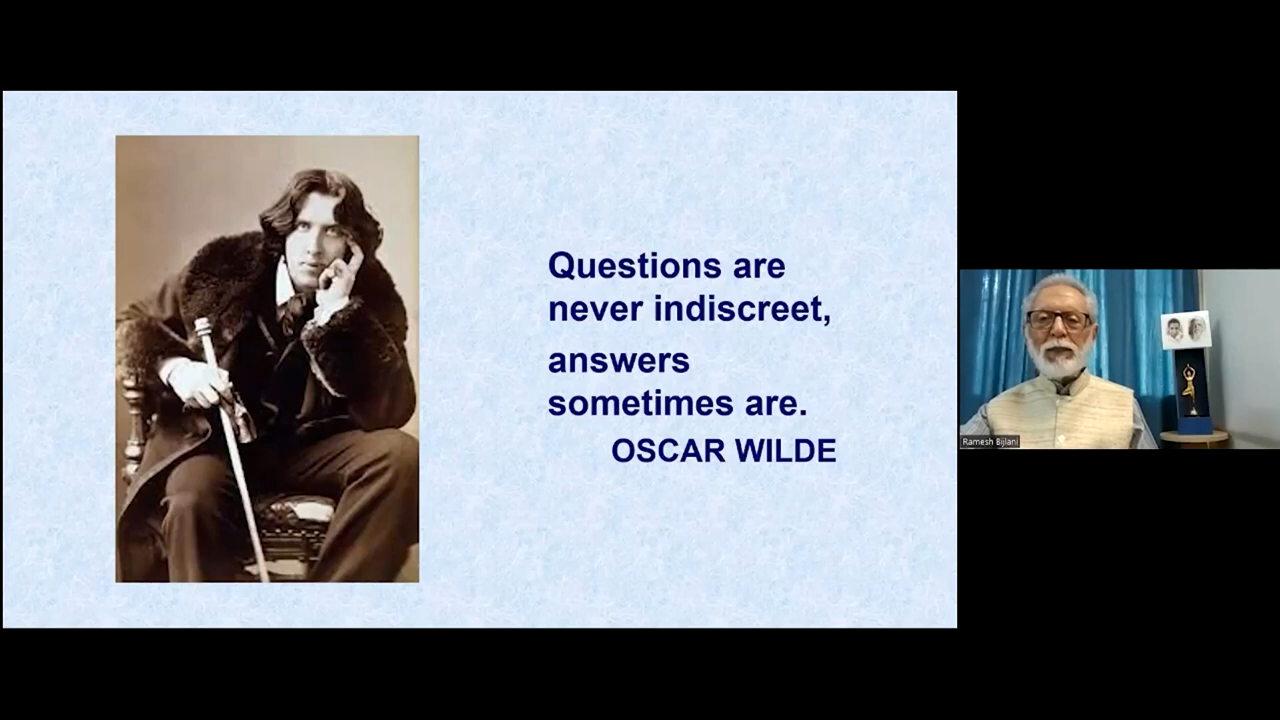 Questions are
never indiscreet,
answers
sometimes are.
OSCAR WILDE
Ramesh Bijlani